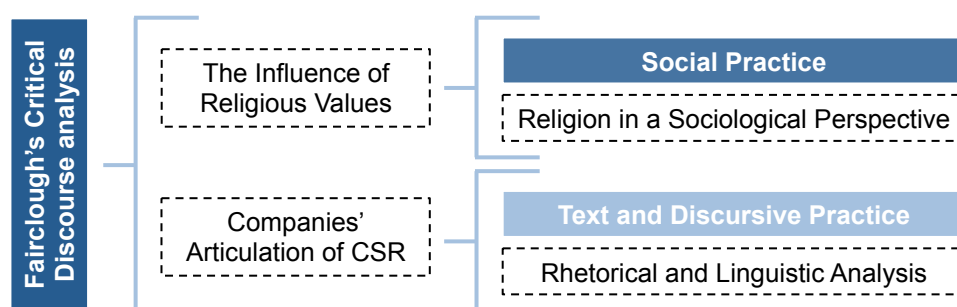 Fairclough's Critical
Discourse analysis
The Influence of
Religious Values
Social Practice
Religion in a Sociological Perspective
Companies'
Articulation of CSR
Text and Discursive Practice
Rhetorical and Linguistic Analysis